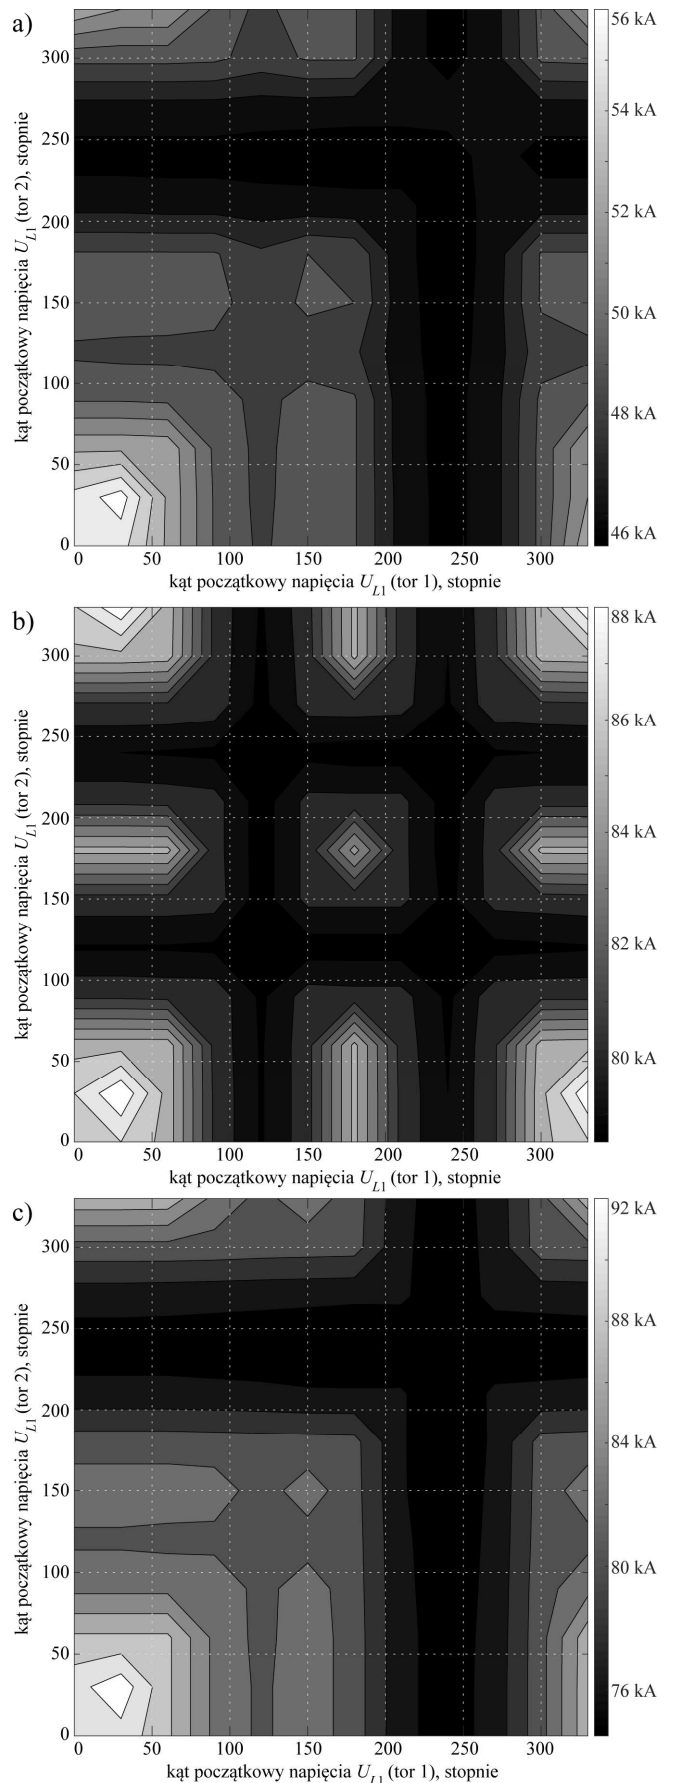 a)
kąt początkowy napięcia U_L1 (tor 2), stopnie
300
250
200
150
100
50
0
0 50 100 150 200 250 300
kąt początkowy napięcia U_L1 (tor 1), stopnie
56 kA
54 kA
52 kA
50 kA
48 kA
46 kA
b)
kąt początkowy napięcia U_L1 (tor 2), stopnie
300
250
200
150
100
50
0
0 50 100 150 200 250 300
kąt początkowy napięcia U_L1 (tor 1), stopnie
88 kA
86 kA
84 kA
82 kA
80 kA
c)
kąt początkowy napięcia U_L1 (tor 2), stopnie
300
250
200
150
100
50
0
0 50 100 150 200 250 300
kąt początkowy napięcia U_L1 (tor 1), stopnie
92 kA
88 kA
84 kA
80 kA
76 kA